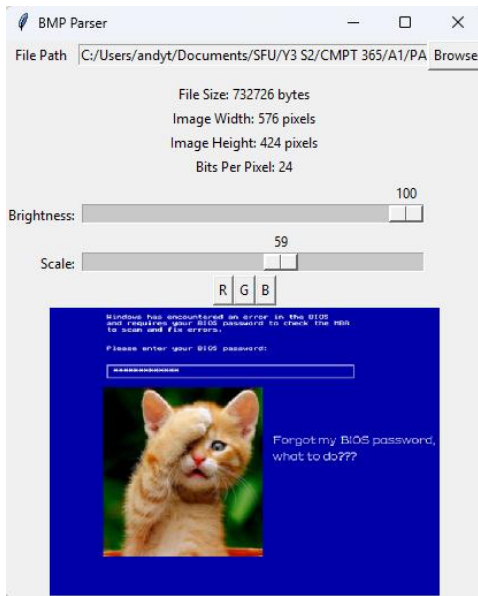 BMP Parser
File Path C:/Users/andyt/Documents/SFU/Y3 S2/CMPT 365/A1/PA Browse
File Size: 732726 bytes
Image Width: 576 pixels
Image Height: 424 pixels
Bits Per Pixel: 24
100
Brightness:
59
Scale:
R G B
Windows has encountered an error in the BIOS
and requires your BIOS password to check the MBR
to scan and fix errors.
Please enter your BIOS password:
*************
Forgot my BIOS password,
what to do???